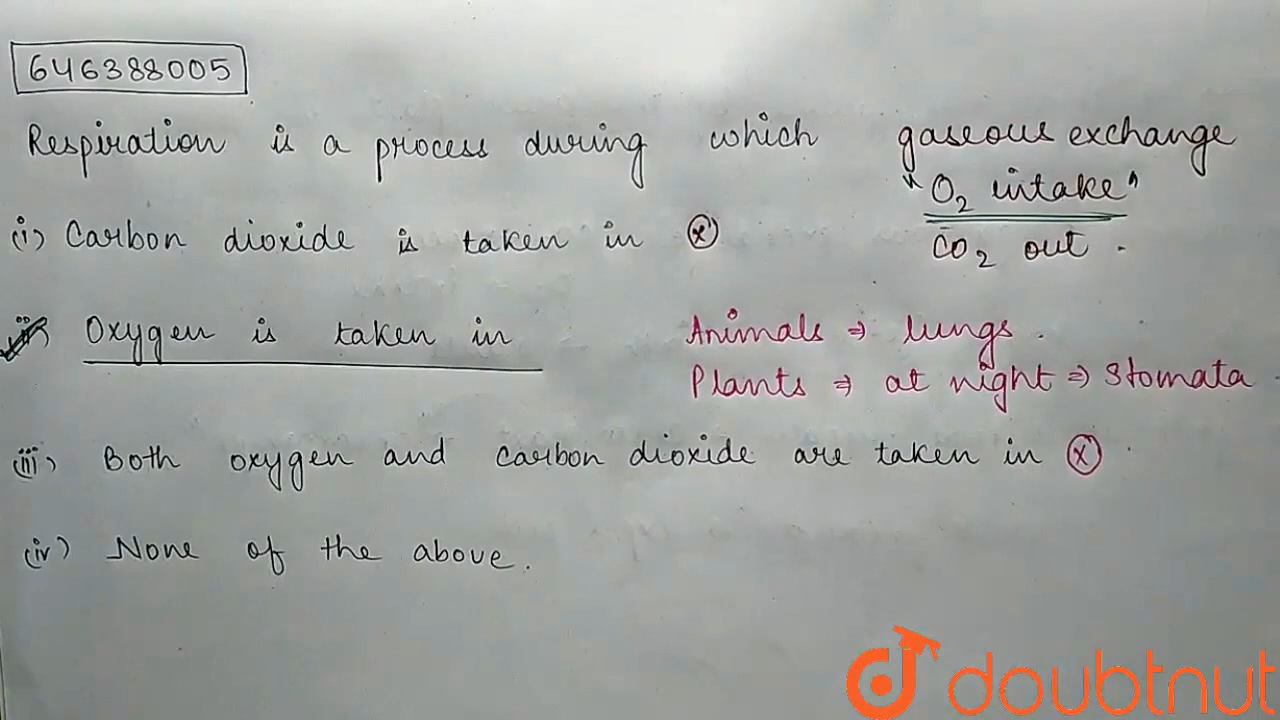 646388005
Respiration is a process during which gaseous exchange
"O₂ intake"
(i) Carbon dioxide is taken in (x)
CO₂ out .
(ii) Oxygen is taken in
Animals ⇒ lungs .
Plants ⇒ at night ⇒ Stomata .
(iii) Both oxygen and carbon dioxide are taken in (x) .
(iv) None of the above .
doubtnut